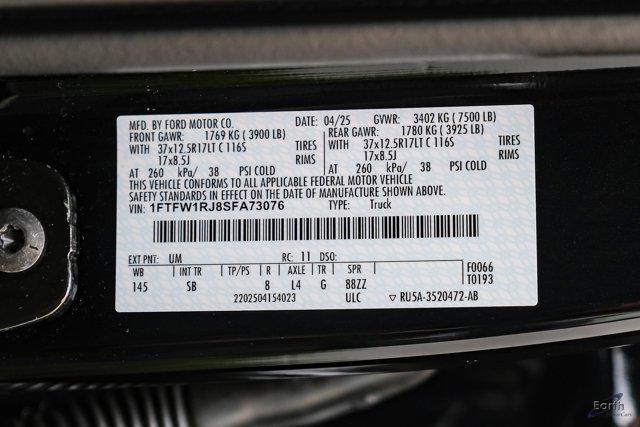 MFD. BY FORD MOTOR CO. DATE: 04/25 GVWR: 3402 KG ( 7500 LB)
FRONT GAWR: 1769 KG ( 3900 LB) REAR GAWR: 1780 KG ( 3925 LB)
WITH 37x12.5R17LT C 116S TIRES WITH 37x12.5R17LT C 116S TIRES
17x8.5J RIMS 17x8.5J RIMS
AT 260 kPa/ 38 PSI COLD AT 260 kPa/ 38 PSI COLD
THIS VEHICLE CONFORMS TO ALL APPLICABLE FEDERAL MOTOR VEHICLE
SAFETY STANDARDS IN EFFECT ON THE DATE OF MANUFACTURE SHOWN ABOVE.
VIN: 1FTFW1RJ8SFA73076 TYPE: Truck
EXT PNT: UM RC: 11 DSO: F0066
WB INT TR TP/PS R AXLE TR SPR T0193
145 SB 8 L4 G 88ZZ
2202504154023 ULC ▽ RU5A-3520472-AB
Earth
MotorCars